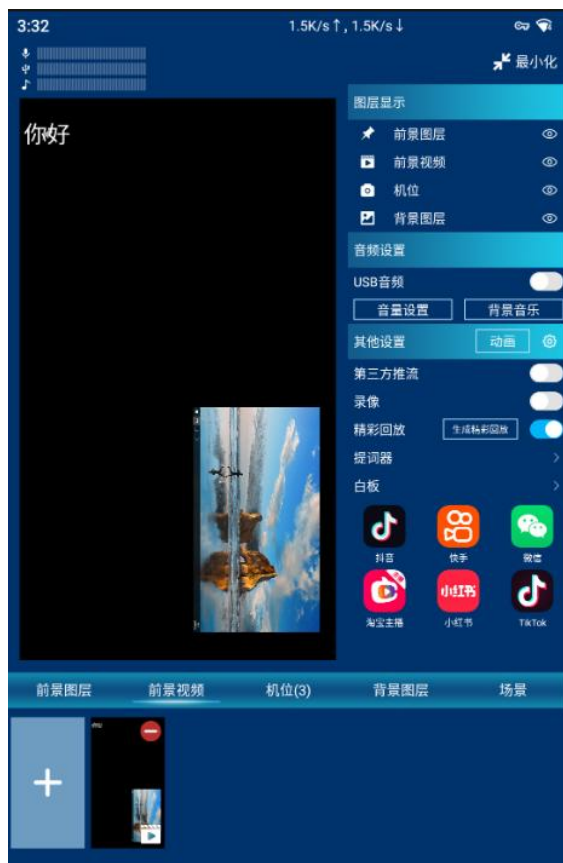 3:32
1.5K/s↑, 1.5K/s↓
最小化
你好
图层显示
前景图层
前景视频
机位
背景图层
音频设置
USB音频
音量设置
背景音乐
其他设置
动画
第三方推流
录像
精彩回放
生成精彩回放
提词器
白板
抖音
快手
微信
小红书
淘宝主播
小红书
TikTok
前景图层
前景视频
机位(3)
背景图层
场景